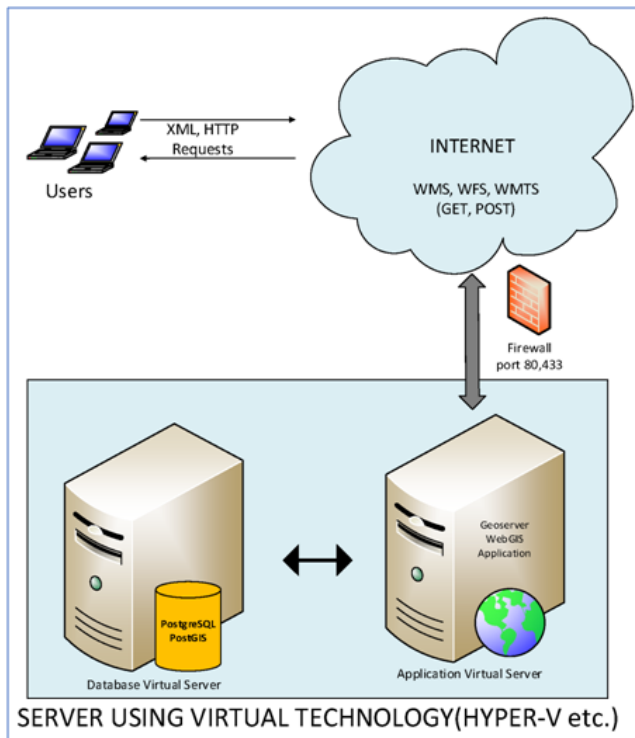 XML, HTTP
Requests
Users
INTERNET
WMS, WFS, WMTS
(GET, POST)
Firewall
port 80,433
Geoserver
WebGIS
Application
PostgreSQL
PostGIS
Database Virtual Server
Application Virtual Server
SERVER USING VIRTUAL TECHNOLOGY(HYPER-V etc.)